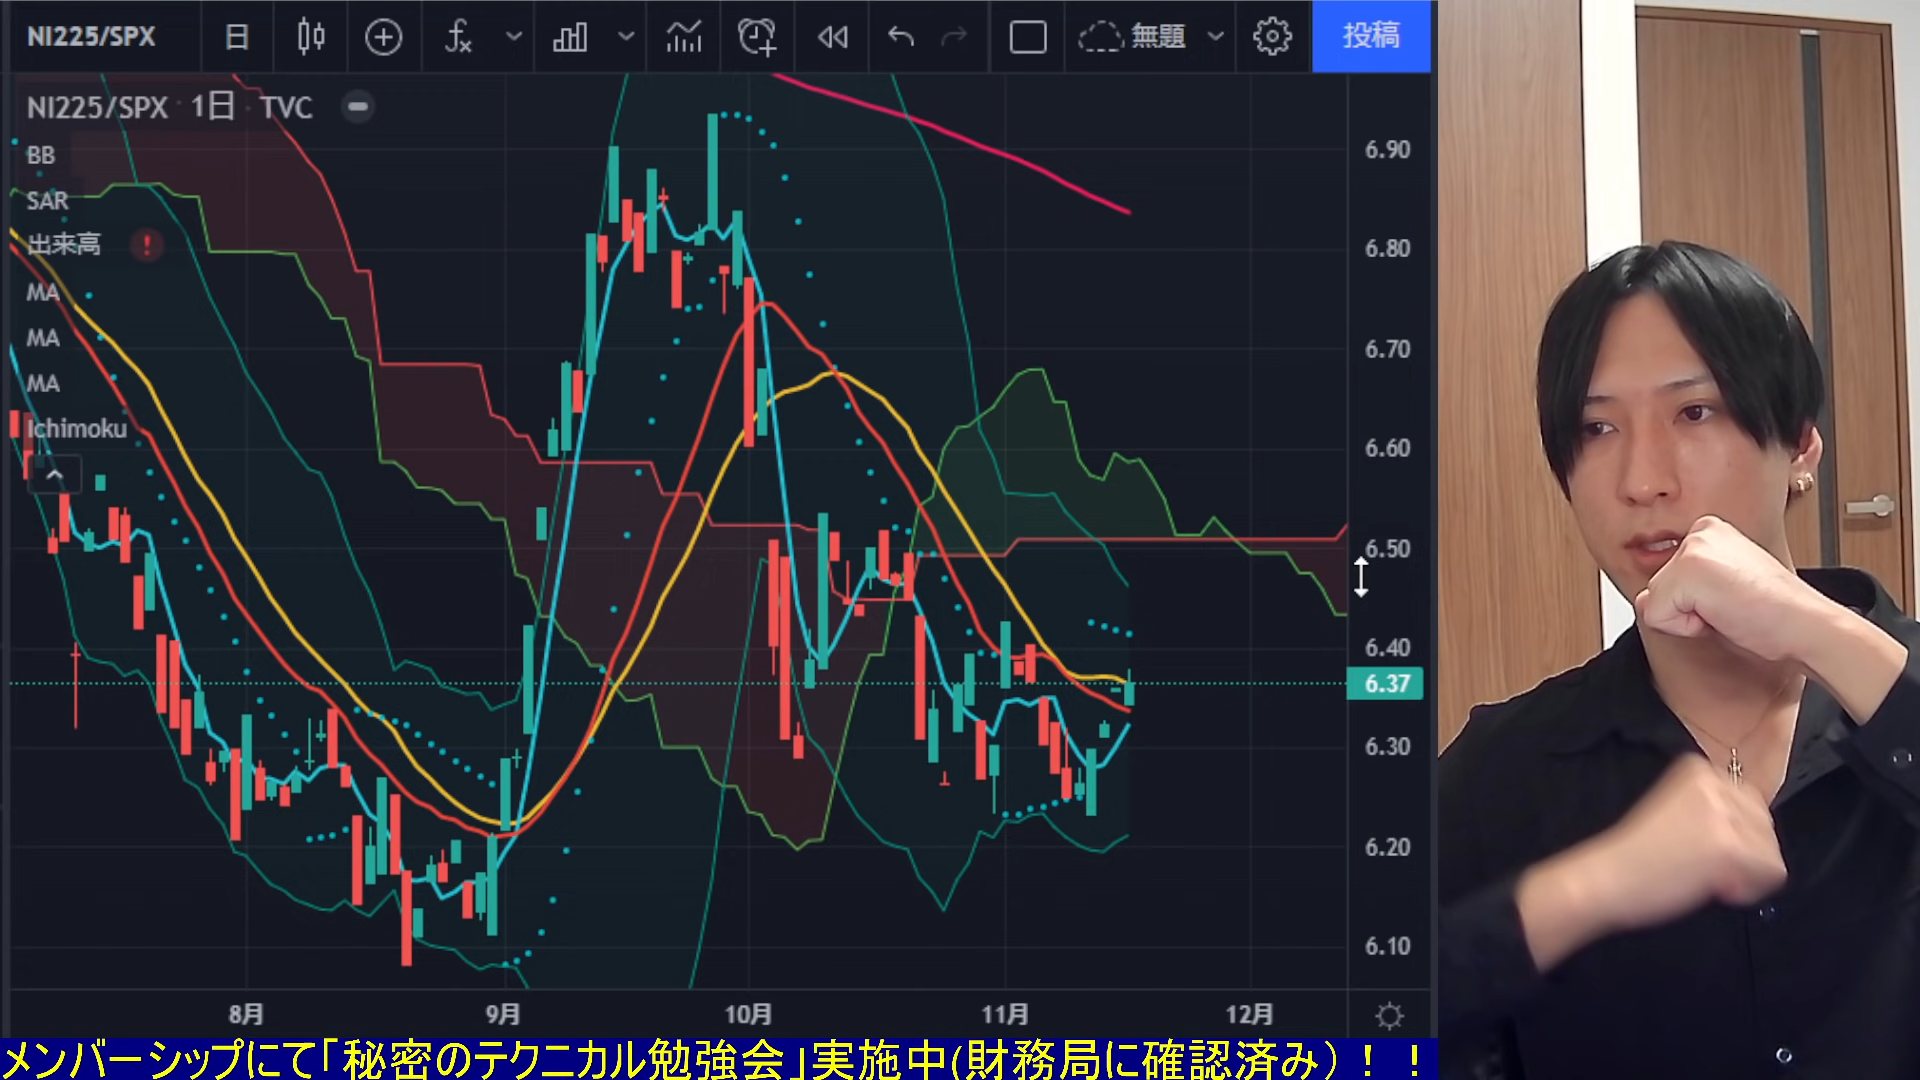 NI225/SPX 日 無題 投稿
NI225/SPX · 1日 · TVC
BB
SAR
出来高
MA
MA
MA
Ichimoku
6.90
6.80
6.70
6.60
6.50
6.40
6.37
6.30
6.20
6.10
8月 9月 10月 11月 12月
メンバーシップにて「秘密のテクニカル勉強会」実施中(財務局に確認済み)！！